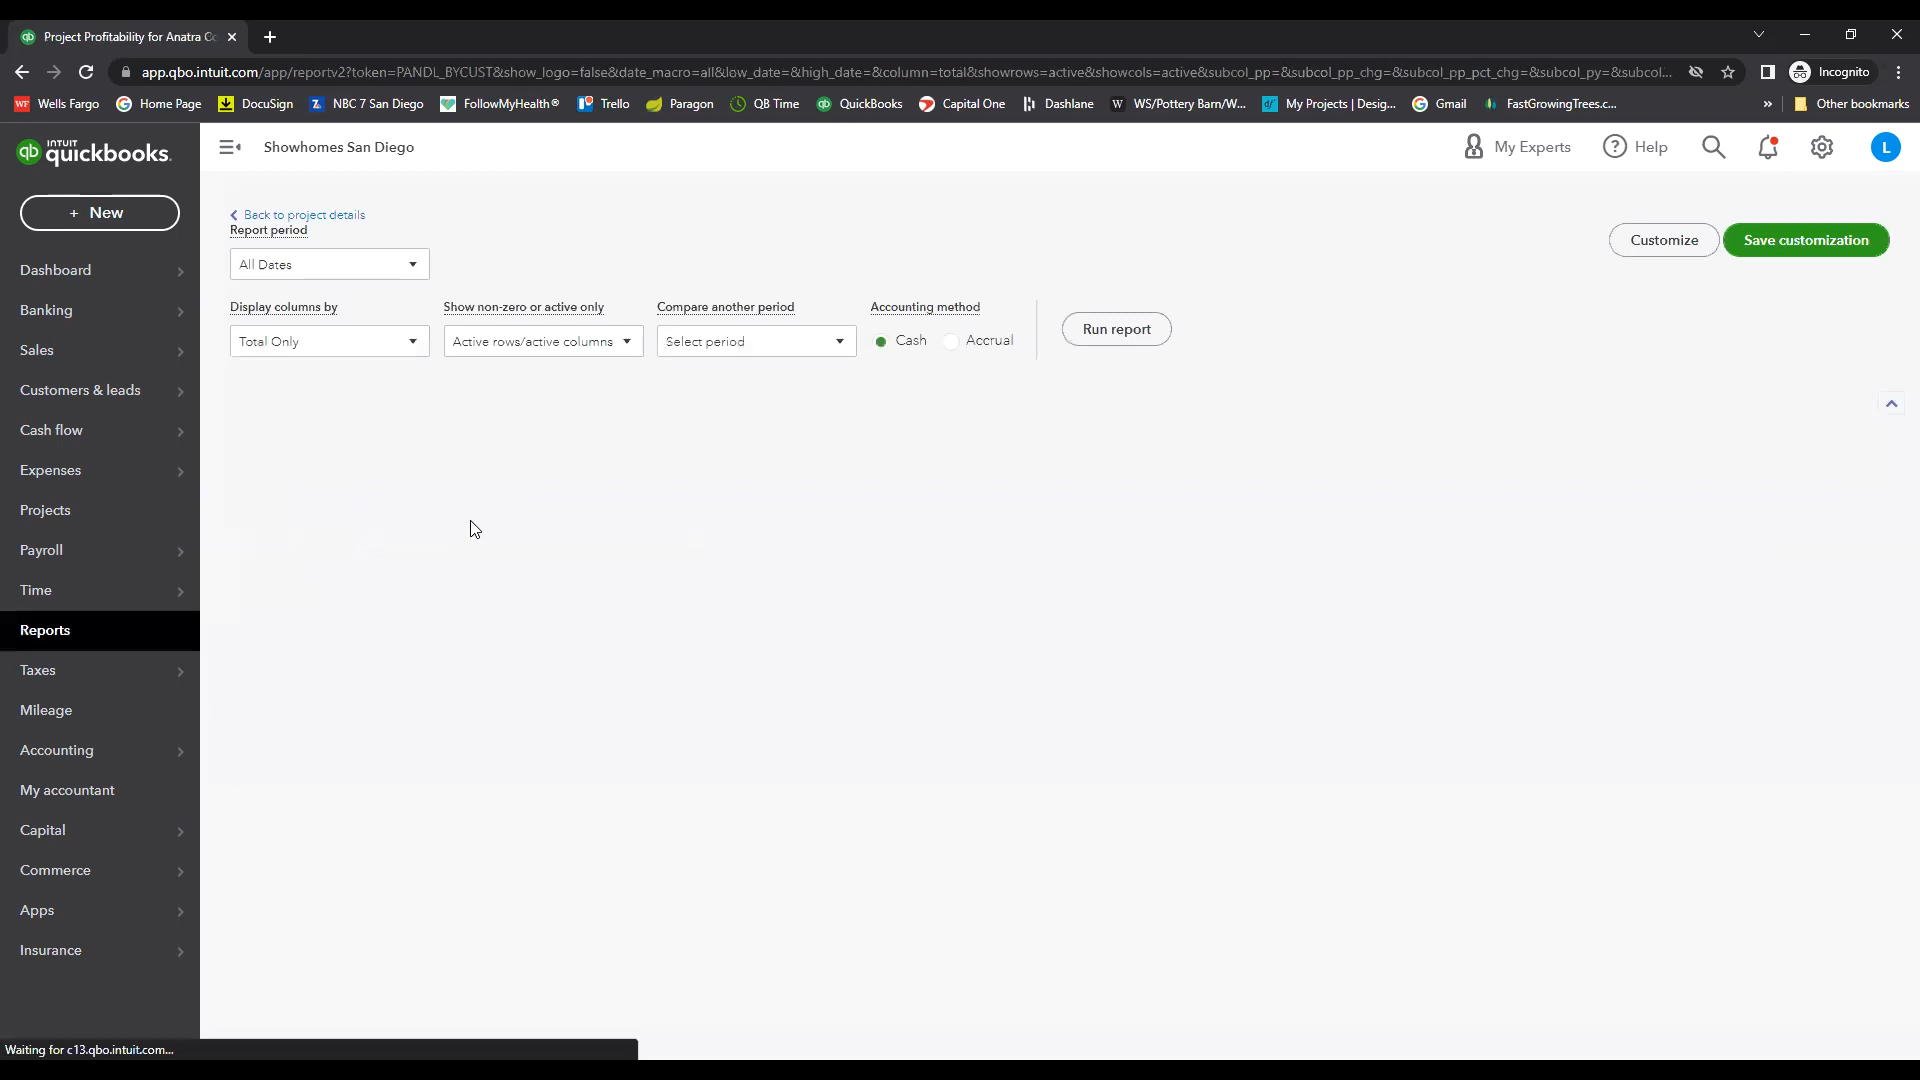 Project Profitability for Anatra Co
app.qbo.intuit.com/app/reportv2?token=PANDL_BYCUST&show_logo=false&date_macro=all&low_date=&high_date=&column=total&showrows=active&showcols=active&subcol_pp=&subcol_pp_chg=&subcol_pp_pct_chg=&subcol_py=&subcol...
Incognito
WF Wells Fargo
Home Page
DocuSign
NBC 7 San Diego
FollowMyHealth®
Trello
Paragon
QB Time
QuickBooks
Capital One
Dashlane
W WS/Pottery Barn/W...
My Projects | Desig...
Gmail
FastGrowingTrees.c...
»
Other bookmarks
INTUIT
quickbooks.
Showhomes San Diego
My Experts
? Help
L
+ New
Back to project details
Report period
Customize
Save customization
All Dates
Display columns by
Show non-zero or active only
Compare another period
Accounting method
Total Only
Active rows/active columns
Select period
Cash
Accrual
Run report
Dashboard
Banking
Sales
Customers & leads
Cash flow
Expenses
Projects
Payroll
Time
Reports
Taxes
Mileage
Accounting
My accountant
Capital
Commerce
Apps
Insurance
Waiting for c13.qbo.intuit.com...